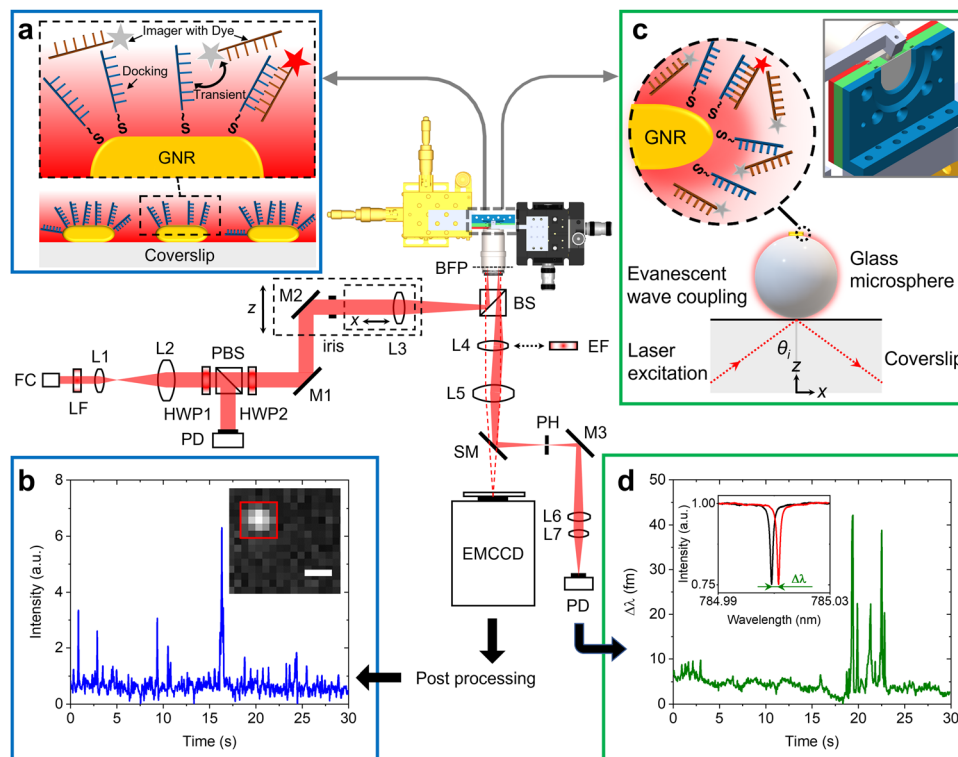 a
Imager with Dye
Docking
Transient
~S
~S
~S
~S
GNR
Coverslip
c
GNR
S~
S~
Evanescent
wave coupling
Glass
microsphere
Laser
excitation
θi
z
x
Coverslip
BFP
BS
M2
z
x
iris
L3
L4
EF
L5
L1
L2
PBS
FC
LF
HWP1
HWP2
M1
PD
SM
PH
M3
L6
L7
EMCCD
PD
Post processing
b
8
6
4
2
0
Intensity (a.u.)
0
5
10
15
20
25
30
Time (s)
d
50
40
30
20
10
0
Δλ (fm)
1.00
0.75
Intensity (a.u.)
Δλ
784.99
785.03
Wavelength (nm)
0
5
10
15
20
25
30
Time (s)